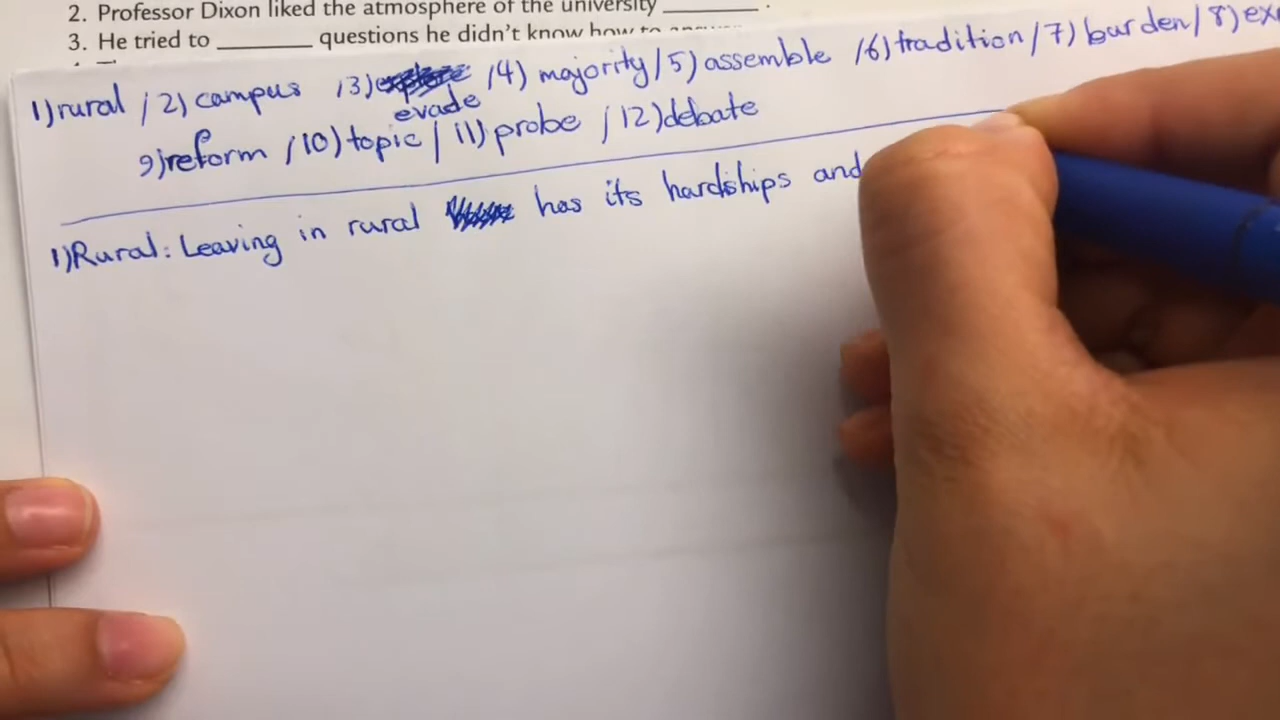 2. Professor Dixon liked the atmosphere of the university ________ .
3. He tried to ________ questions he didn't know how to
1)rural / 2) campus / 3) evade / 4) majority / 5) assemble / 6) tradition / 7) burden / 8)
9)reform / 10) topic / 11) probe / 12) debate
1)Rural: Leaving in rural has its hardships and